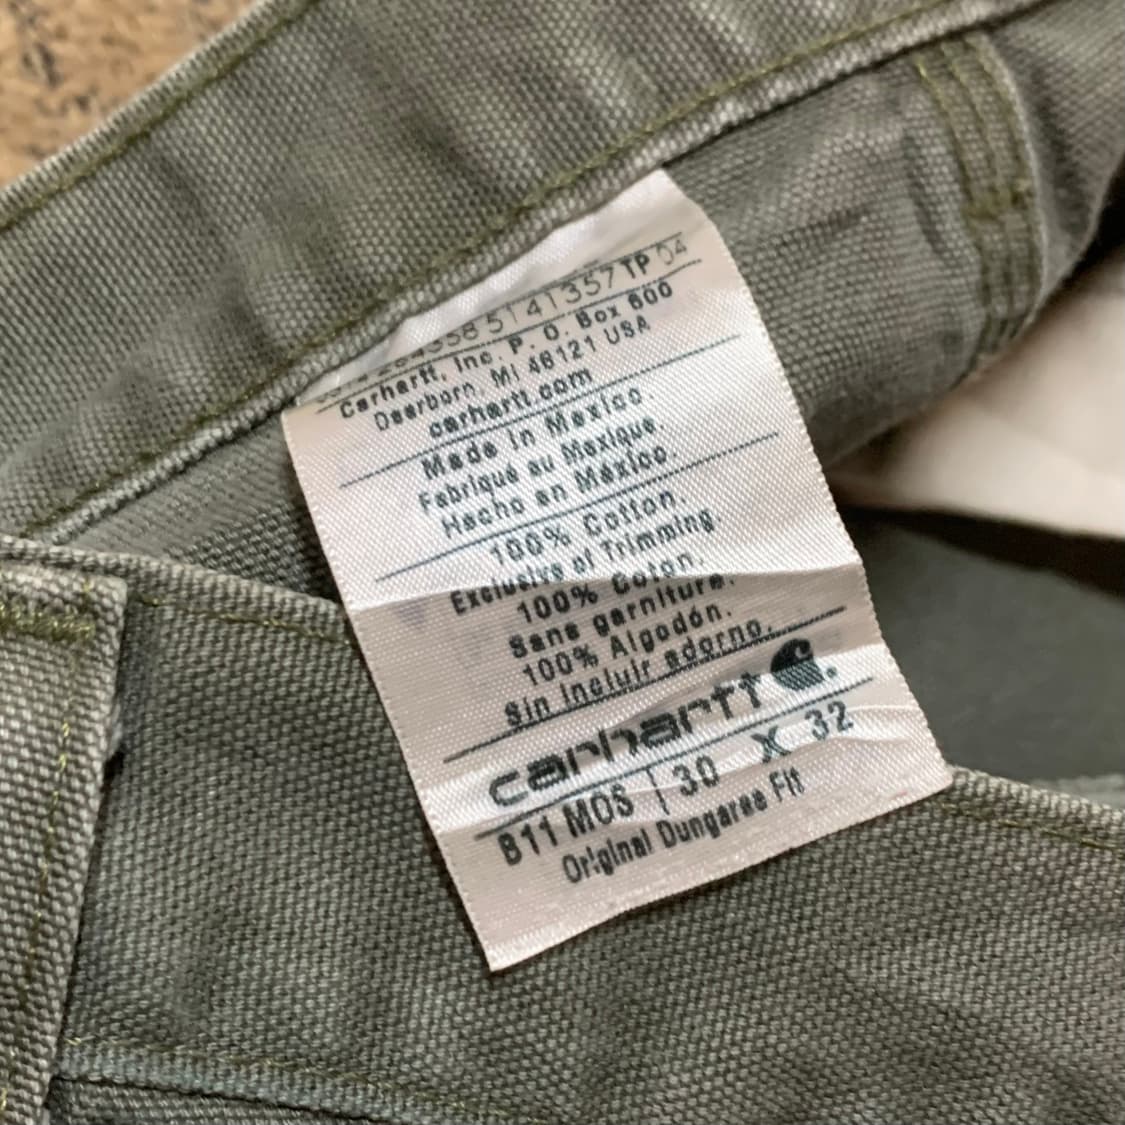 5141357 TP 04
Carhartt, Inc. P. O. Box 600
Dearborn, MI 48121 USA
carhartt.com
Made in Mexico.
Fabriqué au Mexique.
Hecho en México.
100% Cotton.
Exclusive of Trimming
100% Coton.
Sans garniture.
100% Algodón.
Sin incluir adorno.
carhartt
B11 MOS | 30 X 32
Original Dungaree Fit